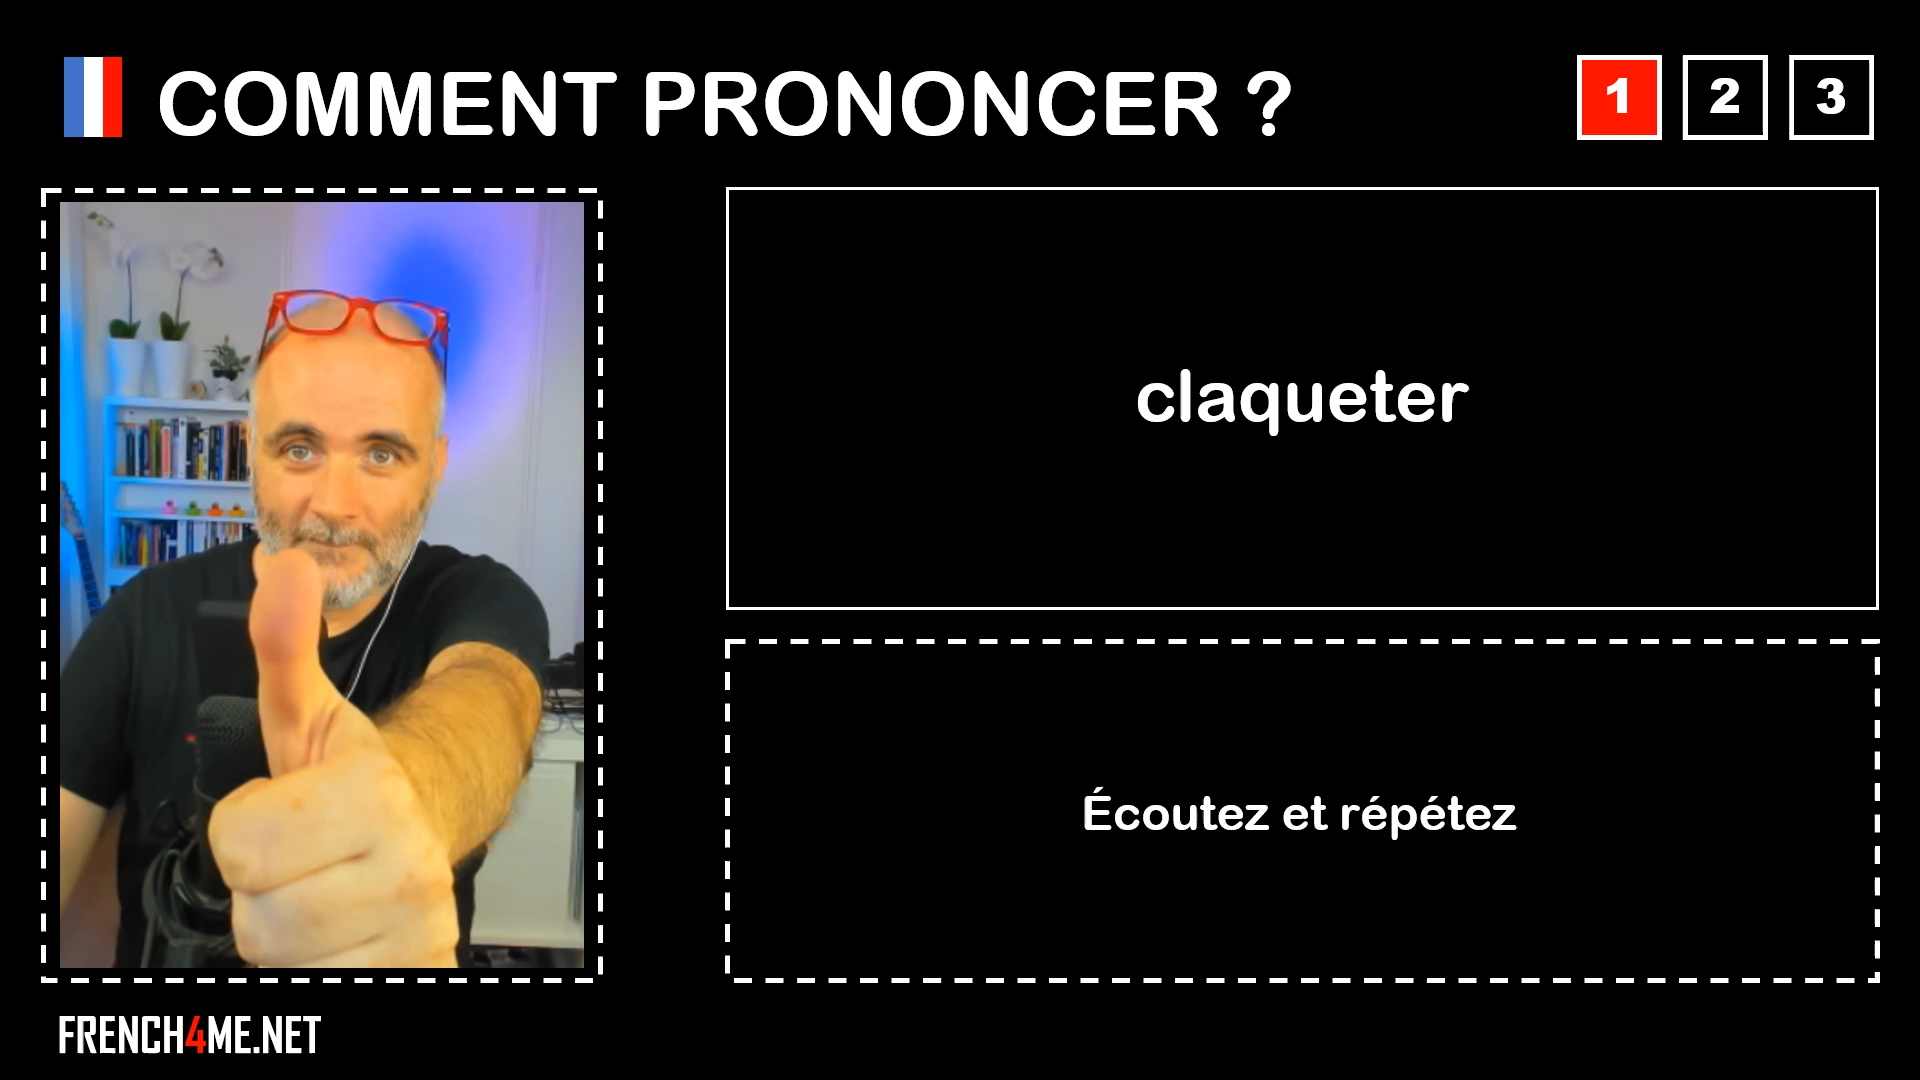 COMMENT PRONONCER ?
1 2 3
claqueter
Écoutez et répétez
FRENCH4ME.NET